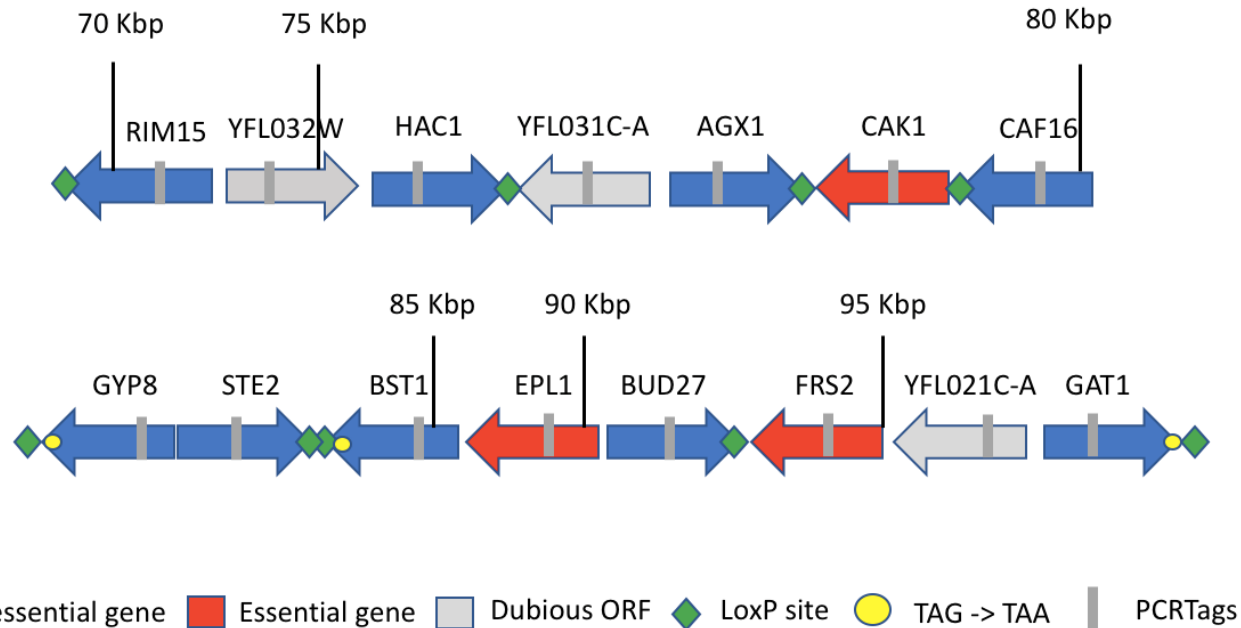 70 Kbp 75 Kbp 80 Kbp
RIM15 YFL032W HAC1 YFL031C-A AGX1 CAK1 CAF16
85 Kbp 90 Kbp 95 Kbp
GYP8 STE2 BST1 EPL1 BUD27 FRS2 YFL021C-A GAT1
essential gene Essential gene Dubious ORF LoxP site TAG -> TAA PCRTags